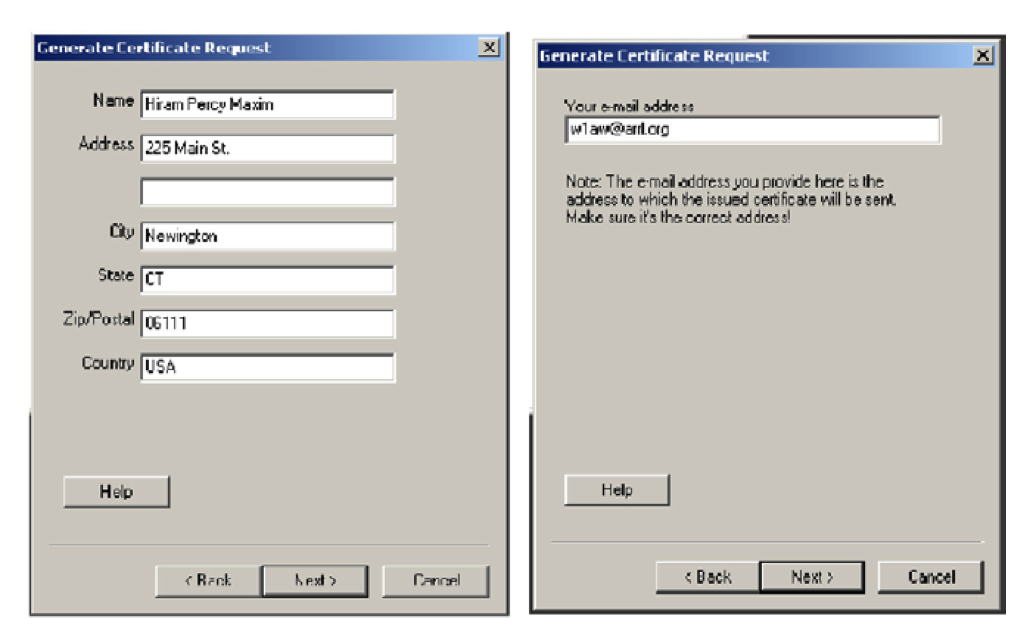 Generate Certificate Request
Name Hiram Percy Maxim
Address 225 Main St.
City Newington
State CT
Zip/Postal 06111
Country USA
Help
< Back Next > Cancel
Generate Certificate Request
Your e-mail address
w1aw@arrl.org
Note: The e-mail address you provide here is the
address to which the issued certificate will be sent.
Make sure it's the correct address!
Help
< Back Next > Cancel